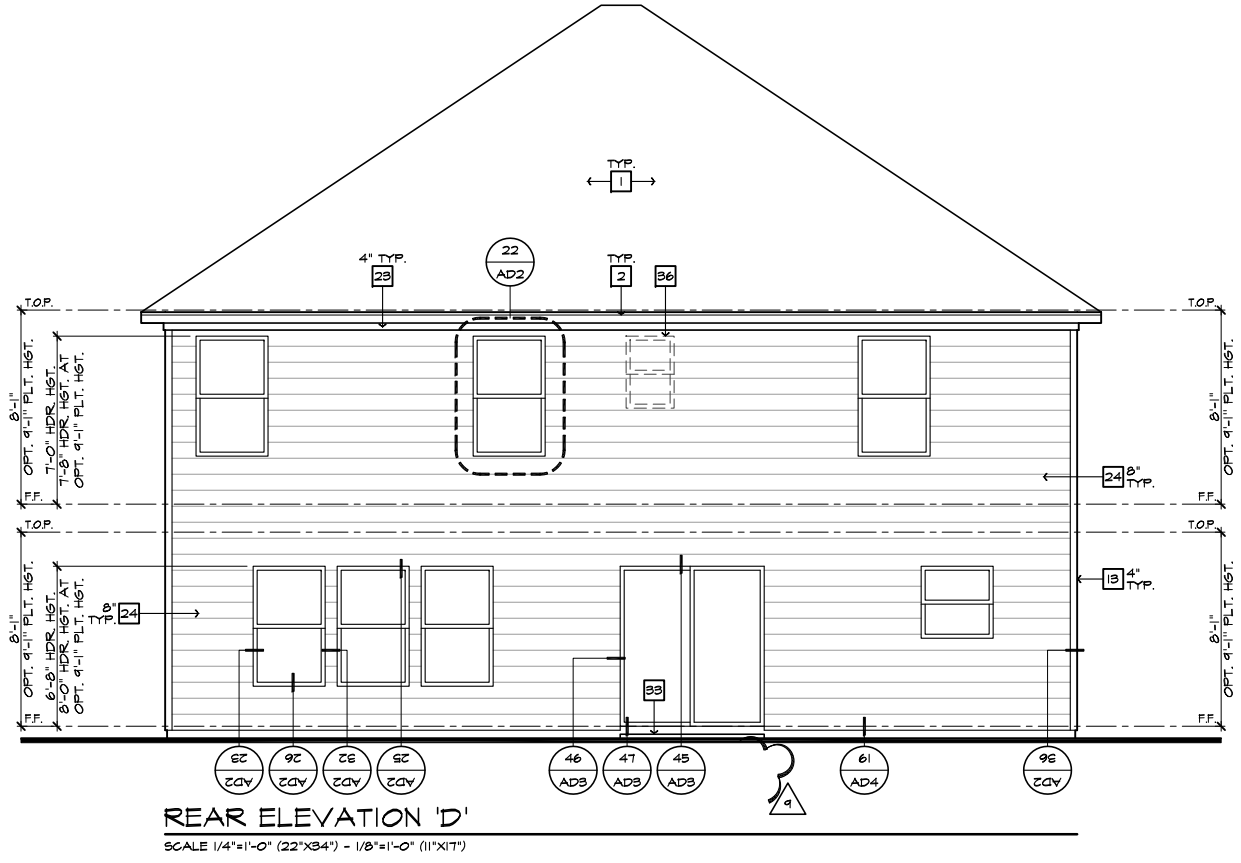 TYP.
1
4" TYP.
23
22
AD2
TYP.
2
36
T.O.P.
T.O.P.
8'-1"
OPT. 9'-1" PLT. HGT.
7'-0" HDR. HGT.
7'-8" HDR. HGT. AT
OPT. 9'-1" PLT. HGT.
8'-1"
OPT. 9'-1" PLT. HGT.
24
8"
TYP.
F.F.
F.F.
T.O.P.
T.O.P.
8'-1"
OPT. 9'-1" PLT. HGT.
6'-8" HDR. HGT.
8'-0" HDR. HGT. AT
OPT. 9'-1" PLT. HGT.
8"
TYP.
24
13
4"
TYP.
8'-1"
OPT. 9'-1" PLT. HGT.
33
F.F.
F.F.
23
AD2
26
AD2
32
AD2
25
AD2
46
AD3
47
AD3
45
AD3
61
AD4
36
AD2
9
REAR ELEVATION 'D'
SCALE 1/4"=1'-0" (22"X34") - 1/8"=1'-0" (11"X17")